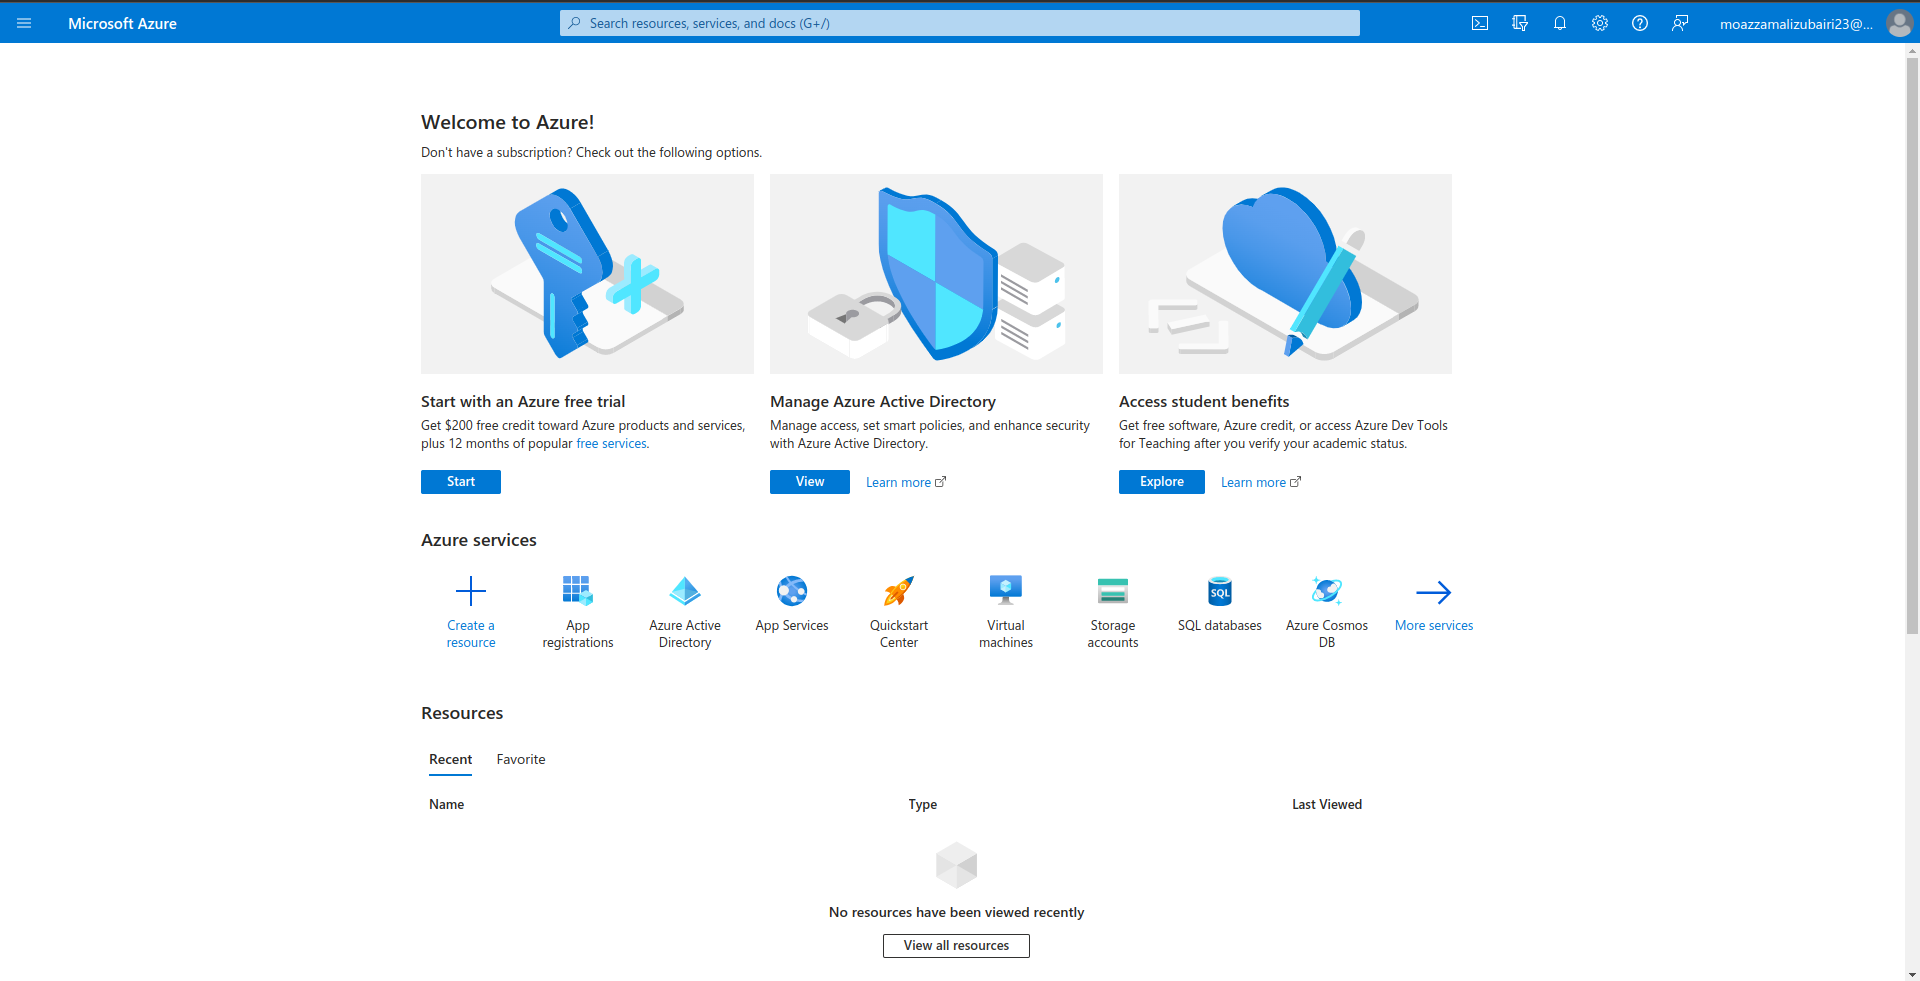 Microsoft Azure
Search resources, services, and docs (G+/)
moazzamalizubairi23@...
Welcome to Azure!
Don't have a subscription? Check out the following options.
Start with an Azure free trial
Get $200 free credit toward Azure products and services,
plus 12 months of popular free services.
Start
Manage Azure Active Directory
Manage access, set smart policies, and enhance security
with Azure Active Directory.
View
Learn more
Access student benefits
Get free software, Azure credit, or access Azure Dev Tools
for Teaching after you verify your academic status.
Explore
Learn more
Azure services
Create a
resource
App
registrations
Azure Active
Directory
App Services
Quickstart
Center
Virtual
machines
Storage
accounts
SQL
SQL databases
Azure Cosmos
DB
More services
Resources
Recent
Favorite
Name
Type
Last Viewed
No resources have been viewed recently
View all resources